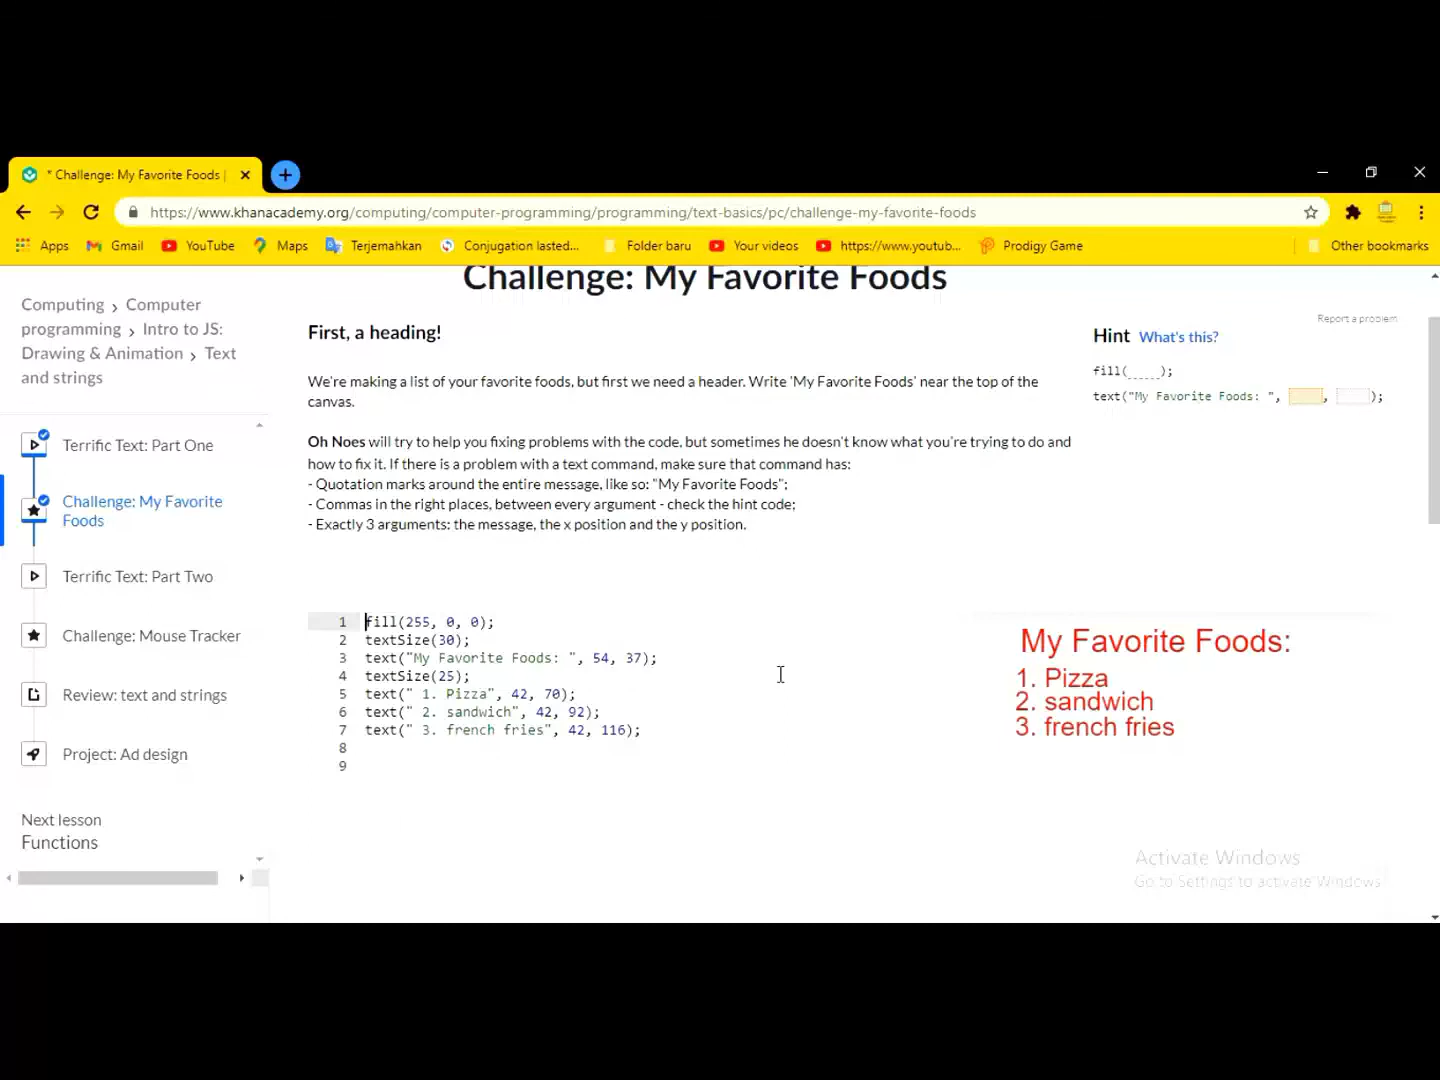 * Challenge: My Favorite Foods |
https://www.khanacademy.org/computing/computer-programming/programming/text-basics/pc/challenge-my-favorite-foods
Apps Gmail YouTube Maps Terjemahkan Conjugation lasted... Folder baru Your videos https://www.youtub... Prodigy Game Other bookmarks
Challenge: My Favorite Foods
Computing › Computer
programming › Intro to JS:
Drawing & Animation › Text
and strings
Terrific Text: Part One
Challenge: My Favorite
Foods
Terrific Text: Part Two
Challenge: Mouse Tracker
Review: text and strings
Project: Ad design
Next lesson
Functions
First, a heading!
We're making a list of your favorite foods, but first we need a header. Write 'My Favorite Foods' near the top of the
canvas.
Oh Noes will try to help you fixing problems with the code, but sometimes he doesn't know what you're trying to do and
how to fix it. If there is a problem with a text command, make sure that command has:
- Quotation marks around the entire message, like so: "My Favorite Foods";
- Commas in the right places, between every argument - check the hint code;
- Exactly 3 arguments: the message, the x position and the y position.
Report a problem
Hint What's this?
fill(_____);
text("My Favorite Foods: ", , );
1 fill(255, 0, 0);
2 textSize(30);
3 text("My Favorite Foods: ", 54, 37);
4 textSize(25);
5 text(" 1. Pizza", 42, 70);
6 text(" 2. sandwich", 42, 92);
7 text(" 3. french fries", 42, 116);
8
9
My Favorite Foods:
1. Pizza
2. sandwich
3. french fries
Activate Windows
Go to Settings to activate Windows